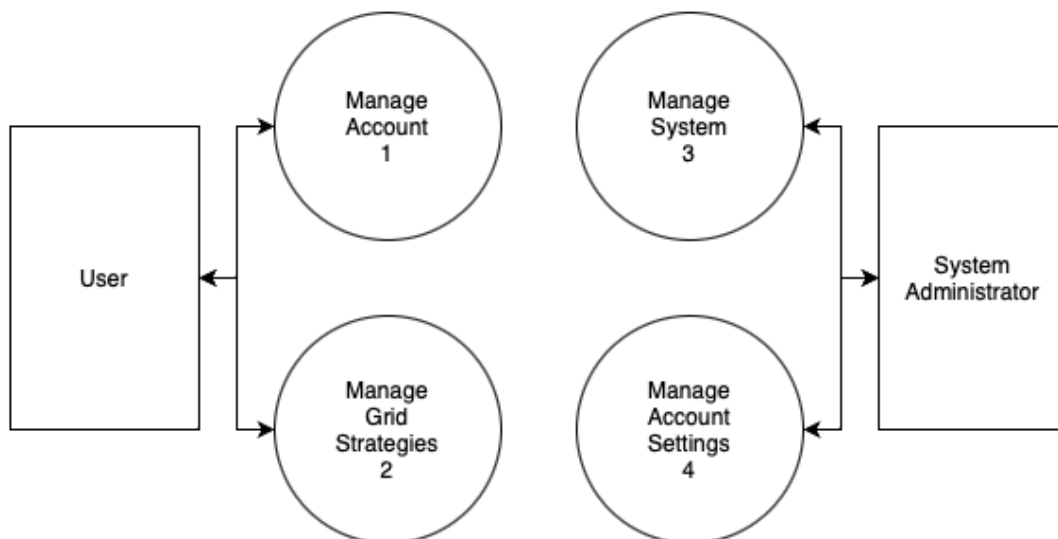 Manage
Account
1
Manage
System
3
User
System
Administrator
Manage
Grid
Strategies
2
Manage
Account
Settings
4